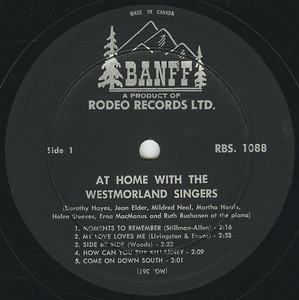 MADE IN CANADA
BANFF
A PRODUCT OF
RODEO RECORDS LTD.
Side 1
RBS. 1088
AT HOME WITH THE
WESTMORLAND SINGERS
(Dorothy Hayes, Jean Elder, Mildred Neal, Martha Harris,
Helen Steeves, Erna MacManus and Ruth Buchanen at the piano)
1. MOMENTS TO REMEMBER (Stillman-Allen) - 2:16
2. MY LOVE LOVES ME (Livingston & Evans) - 2:53
3. SIDE BY SIDE (Woods) - 2:22
4. HOW CAN YOU BUY KILLARNEY - 2:09
5. COME ON DOWN SOUTH - 2:01